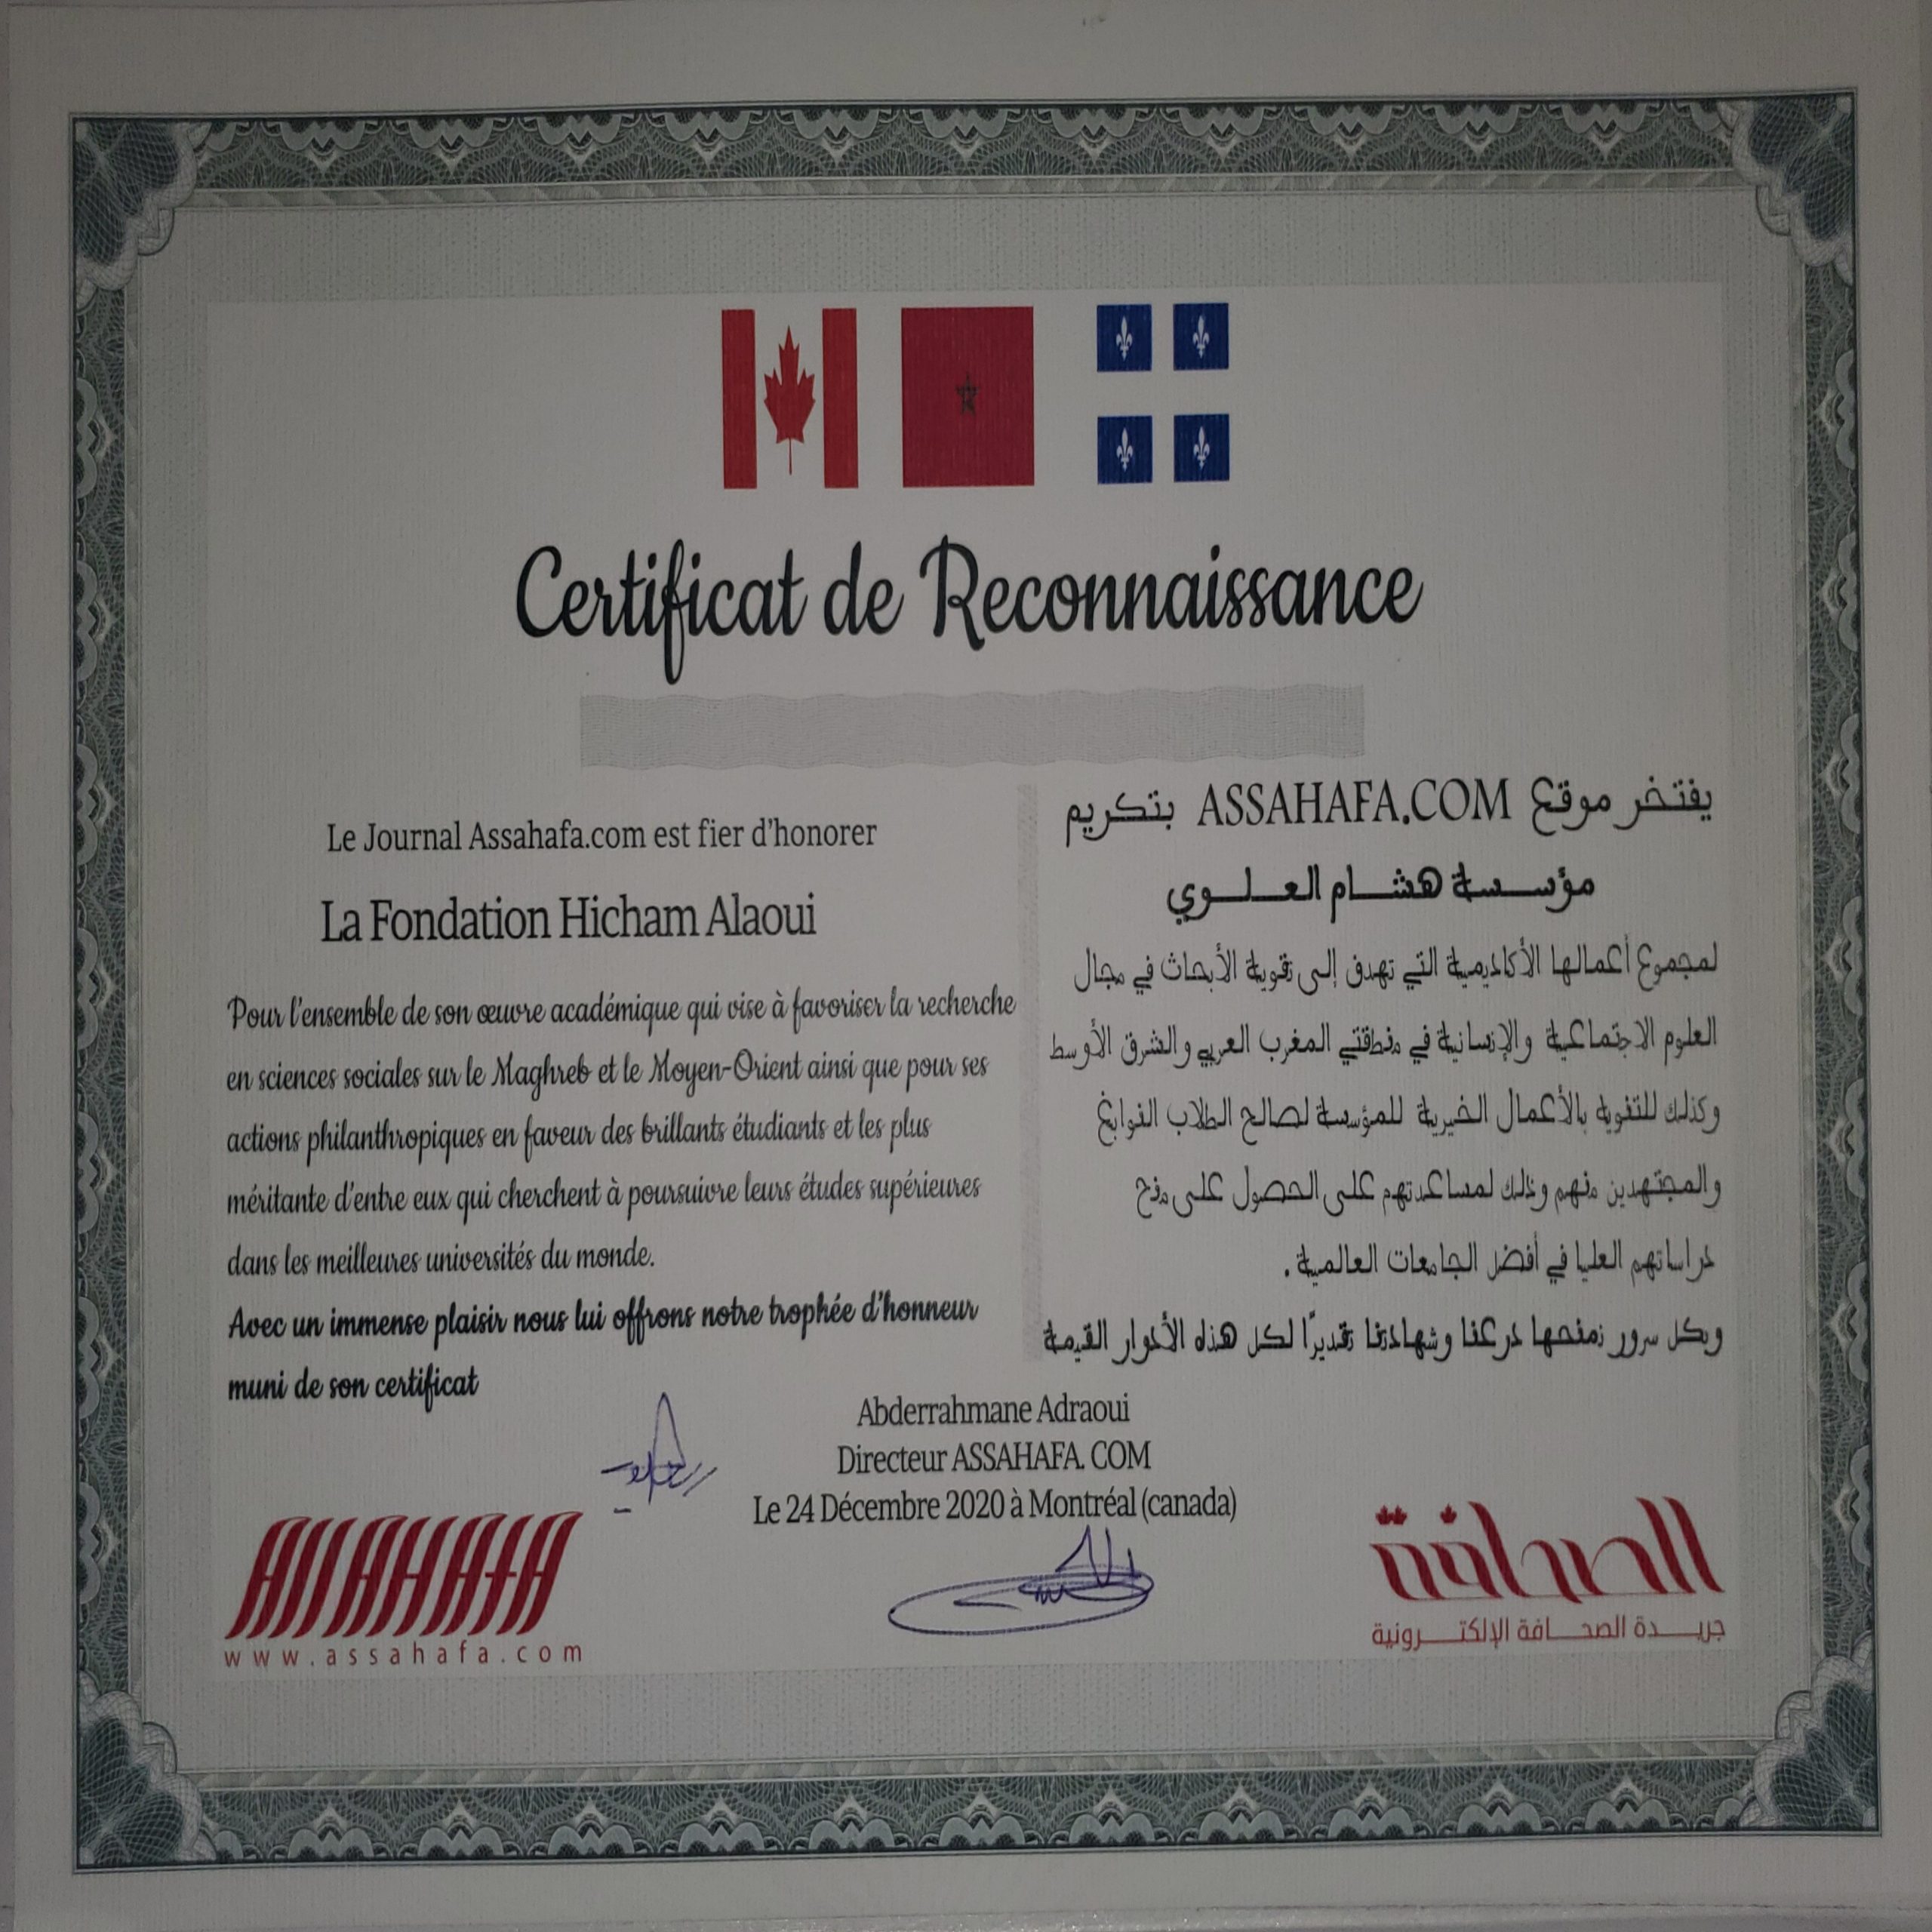 Certificat de Reconnaissance
Le Journal Assahafa.com est fier d'honorer
La Fondation Hicham Alaoui
Pour l'ensemble de son œuvre académique qui vise à favoriser la recherche
en sciences sociales sur le Maghreb et le Moyen-Orient ainsi que pour ses
actions philanthropiques en faveur des brillants étudiants et les plus
méritante d'entre eux qui cherchent à poursuivre leurs études supérieures
dans les meilleures universités du monde.
Avec un immense plaisir nous lui offrons notre trophée d'honneur
muni de son certificat
يفتخر موقع ASSAHAFA.COM بتكريم
مؤسسة هشام العلوي
لمجموع أعمالها الأكاديمية التي تهدف إلى تقوية الأبحاث في مجال
العلوم الاجتماعية والإنسانية في منطقتي المغرب العربي والشرق الأوسط
وكذلك للتنويه بالأعمال الخيرية للمؤسسة لصالح الطلاب النوابغ
والمجتهدين منهم وذلك لمساعدتهم على الحصول على منح
دراساتهم العليا في أفضل الجامعات العالمية .
وبكل سرور نمنحها درعنا وشهادتنا تقديرًا لكل هذه الأدوار القيمة
Abderrahmane Adraoui
Directeur ASSAHAFA. COM
Le 24 Décembre 2020 à Montréal (canada)
ASSAHAFA
www.assahafa.com
الصحافة
جريدة الصحافة الإلكترونية